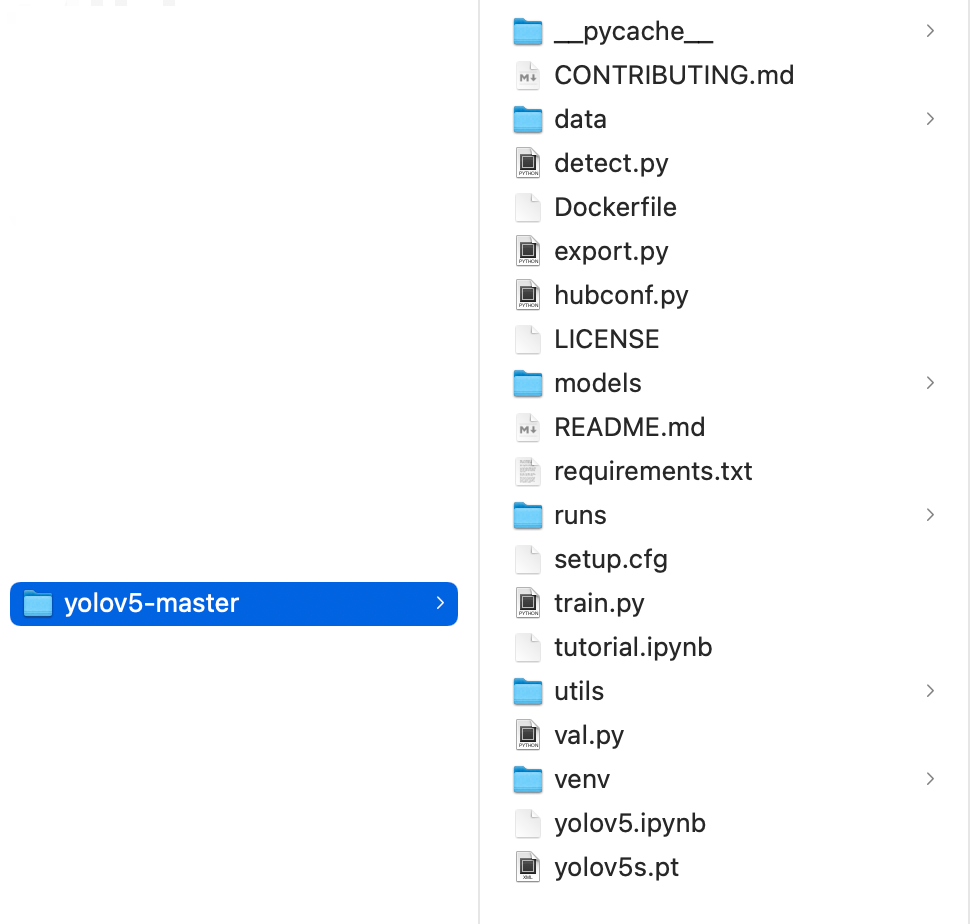 __pycache__
CONTRIBUTING.md
data
detect.py
Dockerfile
export.py
hubconf.py
LICENSE
models
README.md
requirements.txt
runs
setup.cfg
yolov5-master
train.py
tutorial.ipynb
utils
val.py
venv
yolov5.ipynb
yolov5s.pt